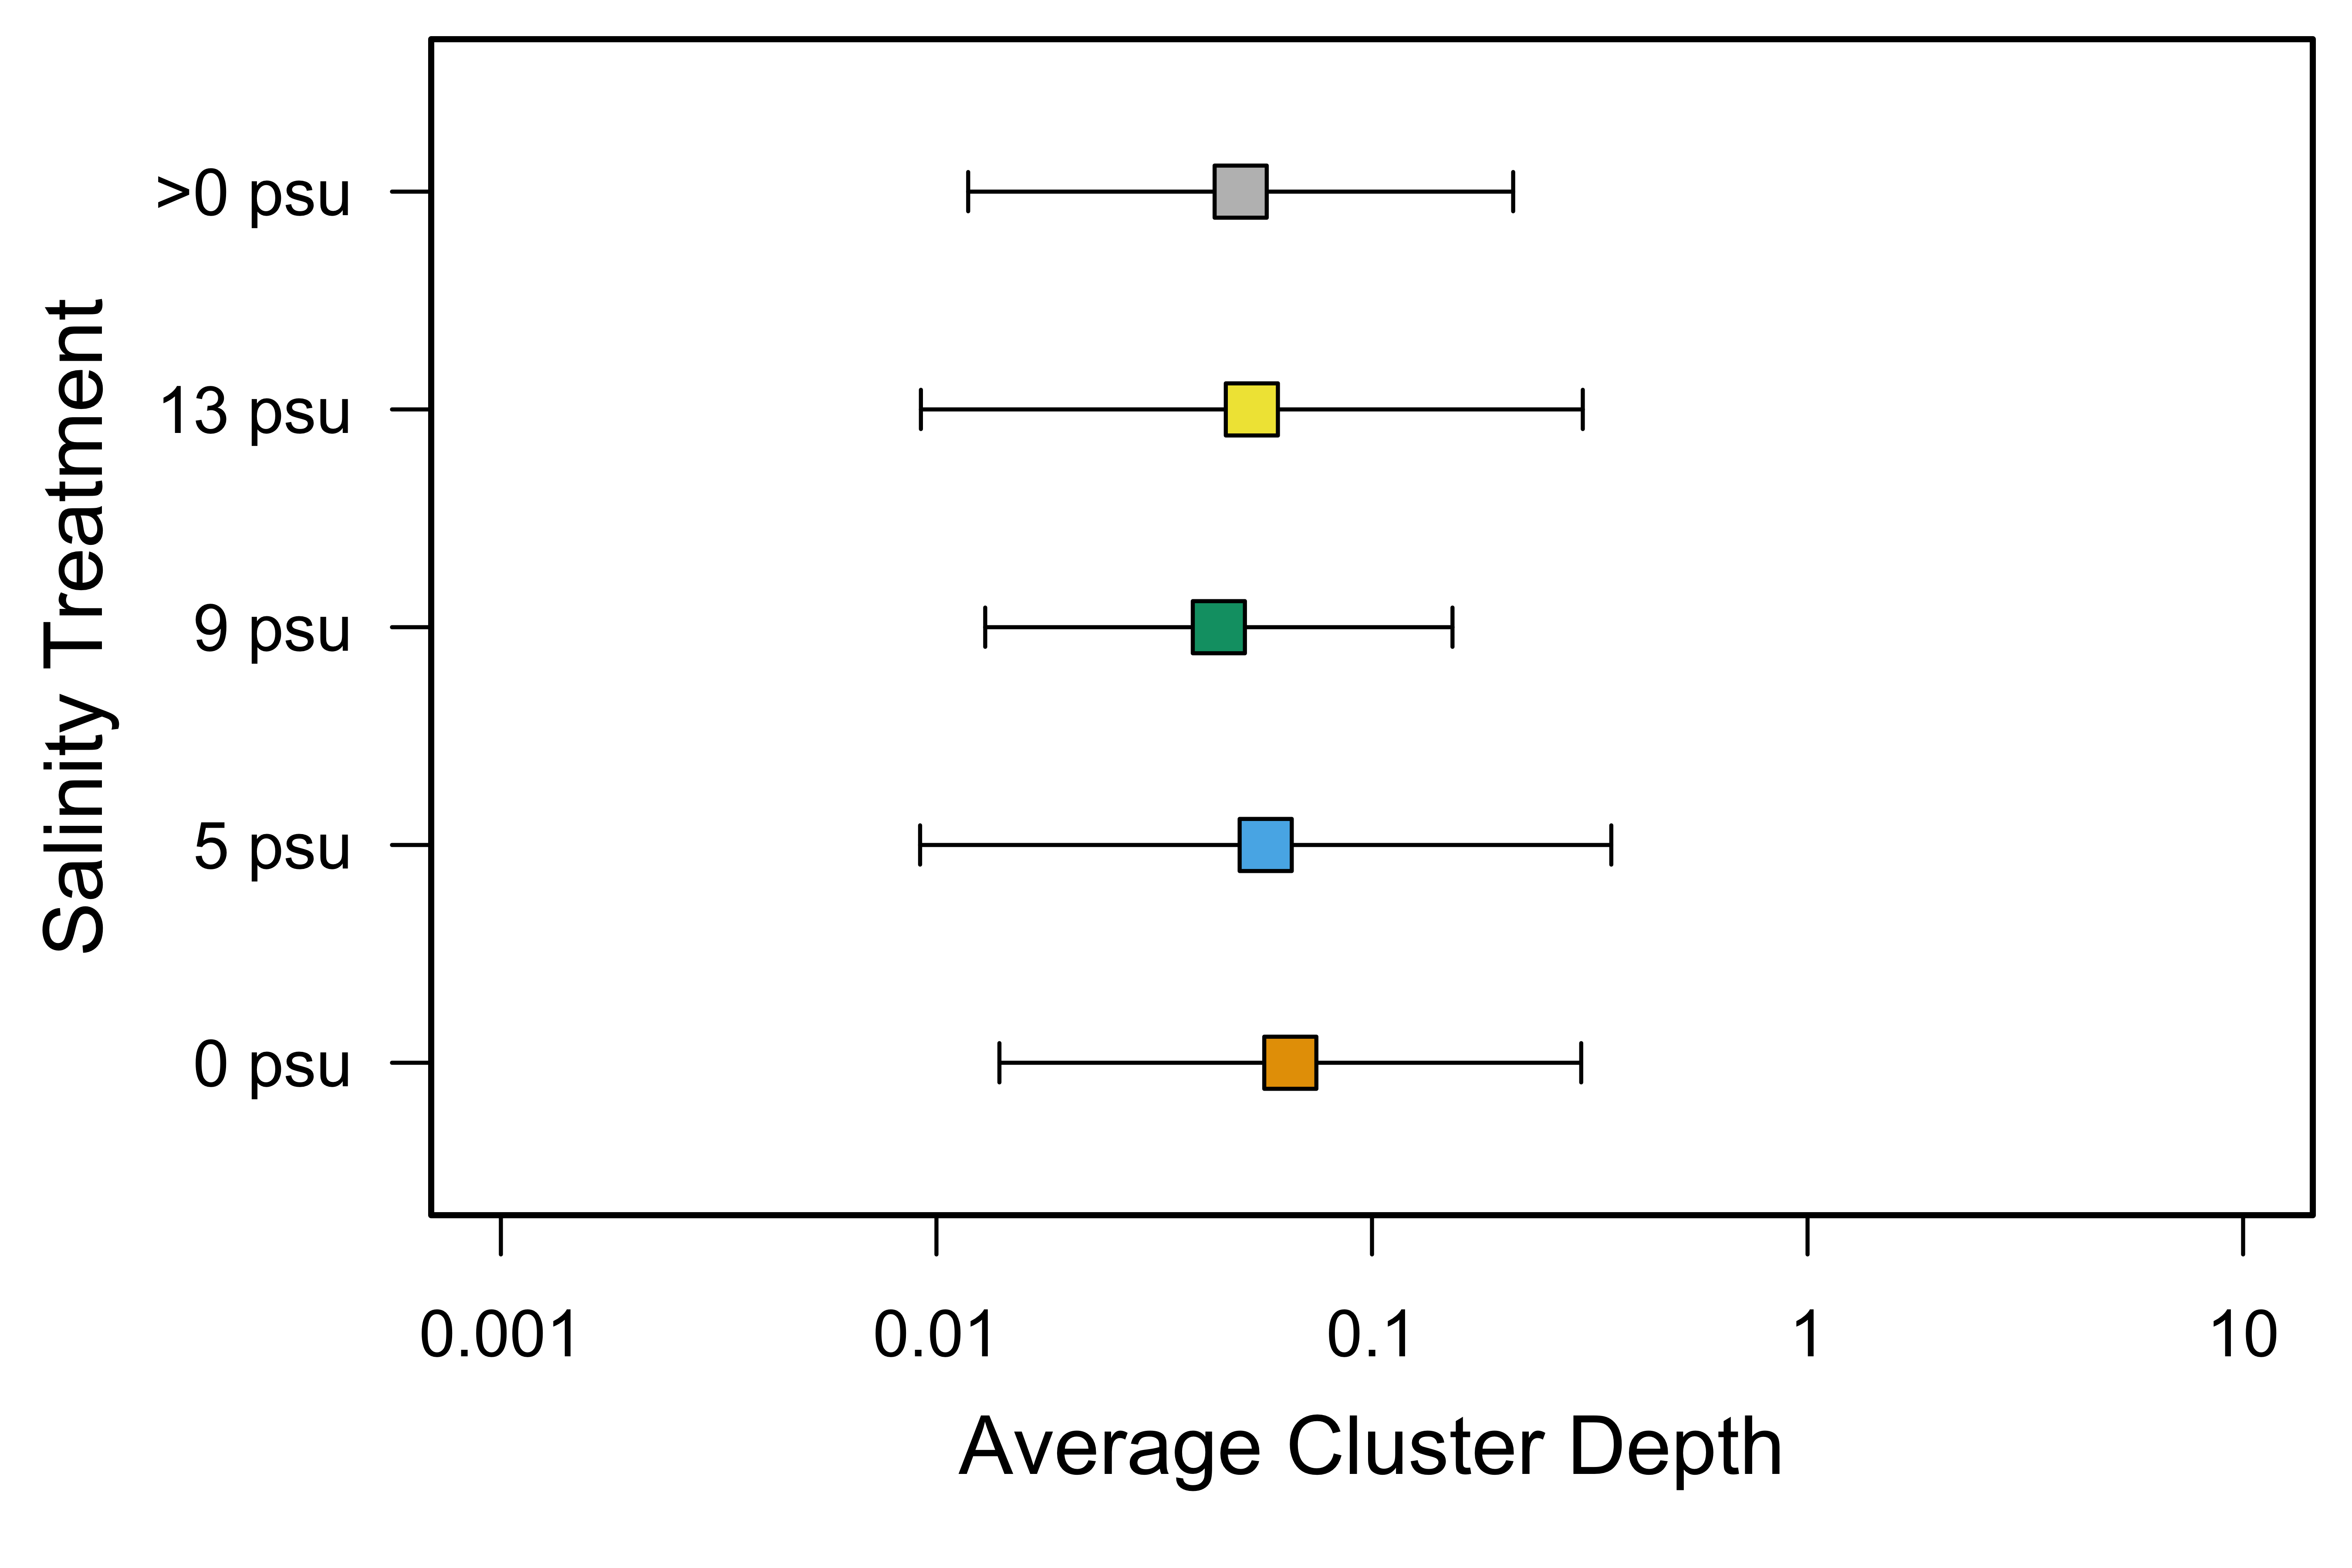 Salinity Treatment
>0 psu
13 psu
9 psu
5 psu
0 psu
0.001 0.01 0.1 1 10
Average Cluster Depth